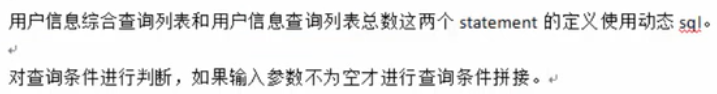 用户信息综合查询列表和用户信息查询列表总数这两个 statement 的定义使用动态 sql。
对查询条件进行判断，如果输入参数不为空才进行查询条件拼接。